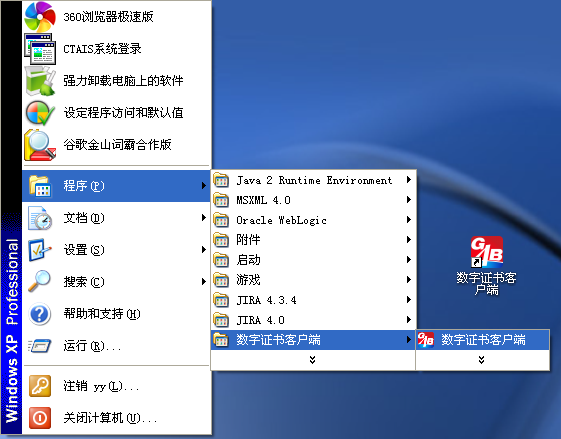 360浏览器极速版
CTAIS系统登录
强力卸载电脑上的软件
设定程序访问和默认值
谷歌金山词霸合作版
程序(P)
文档(D)
设置(S)
搜索(C)
帮助和支持(H)
运行(R)...
注销 yy(L)...
关闭计算机(U)...
Windows XP Professional
Java 2 Runtime Environment
MSXML 4.0
Oracle WebLogic
附件
启动
游戏
JIRA 4.3.4
JIRA 4.0
数字证书客户端
数字证书客户端
数字证书客
户端